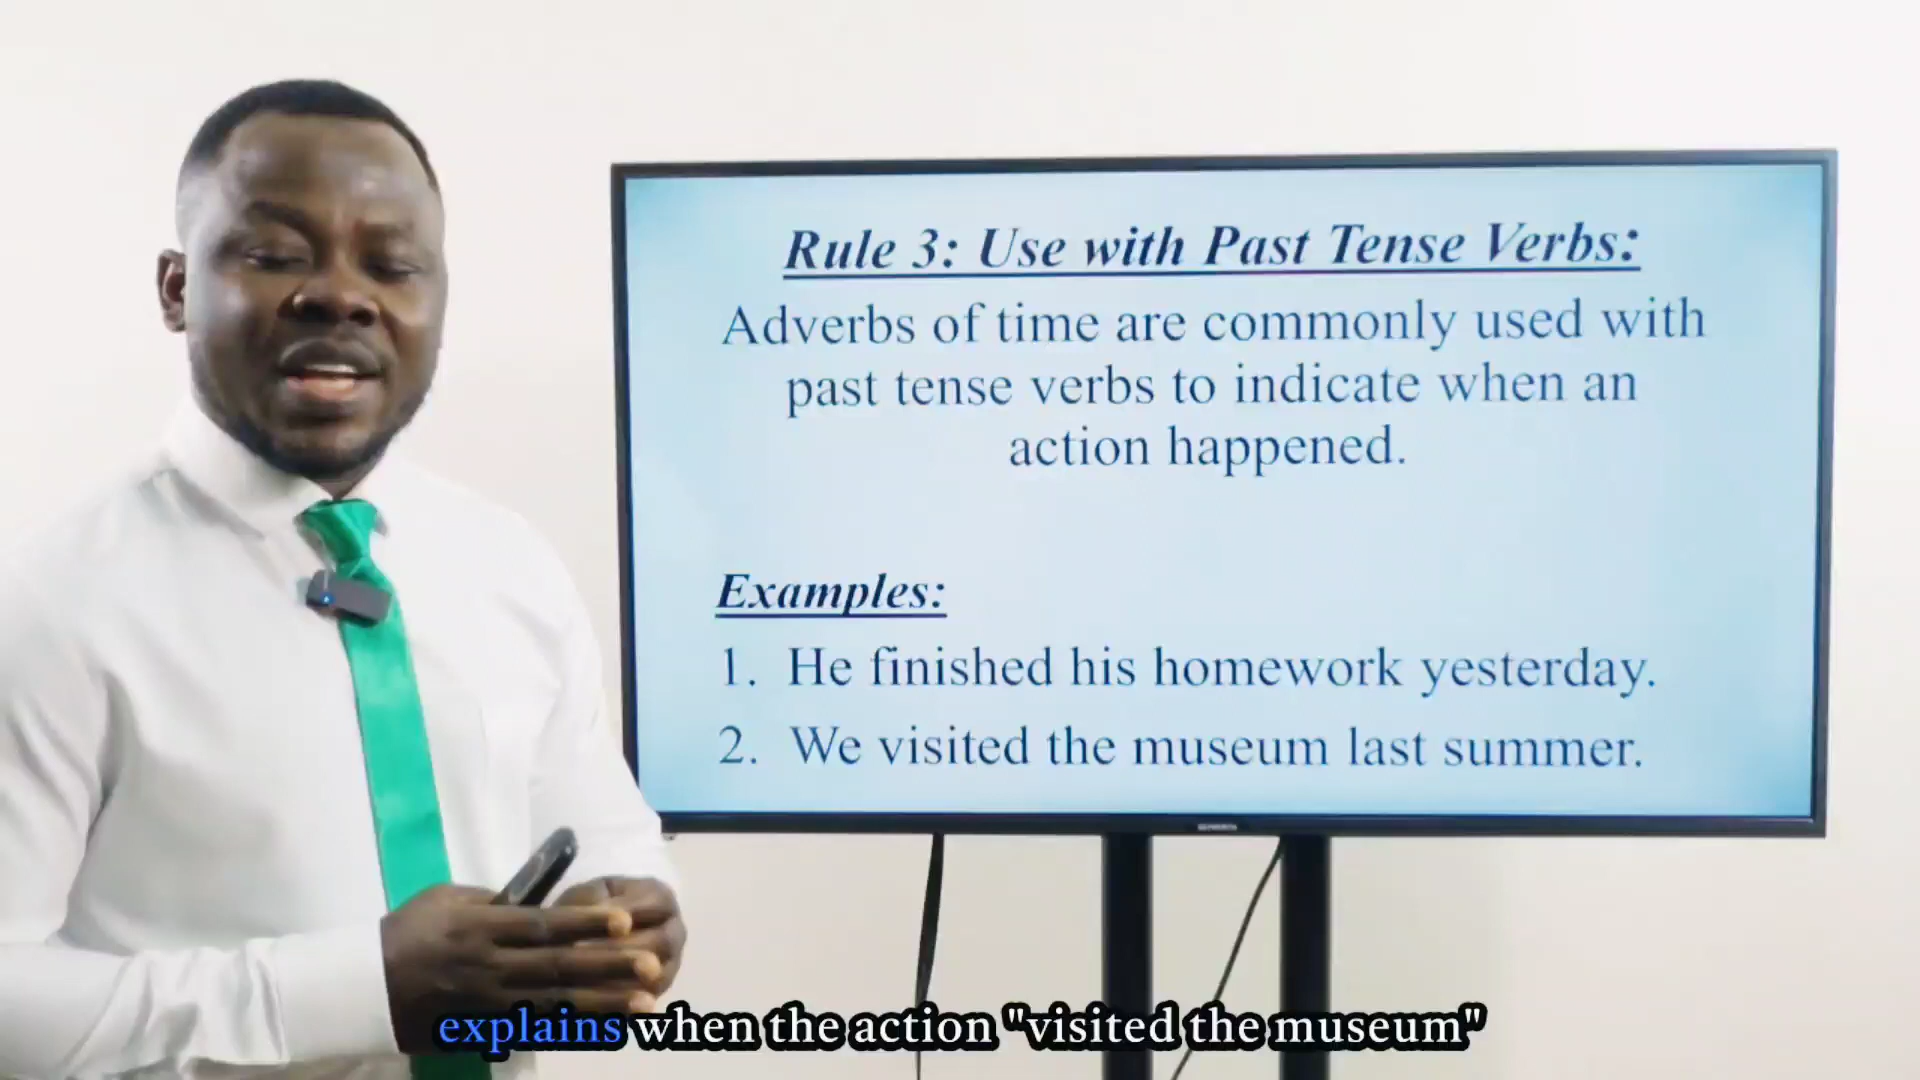 Rule 3: Use with Past Tense Verbs:
Adverbs of time are commonly used with
past tense verbs to indicate when an
action happened.
Examples:
1. He finished his homework yesterday.
2. We visited the museum last summer.
explains when the action "visited the museum"